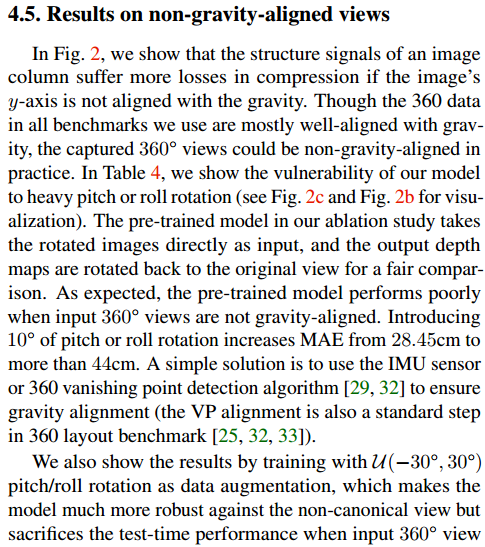 4.5. Results on non-gravity-aligned views
In Fig. 2, we show that the structure signals of an image
column suffer more losses in compression if the image's
y-axis is not aligned with the gravity. Though the 360 data
in all benchmarks we use are mostly well-aligned with grav-
ity, the captured 360° views could be non-gravity-aligned in
practice. In Table 4, we show the vulnerability of our model
to heavy pitch or roll rotation (see Fig. 2c and Fig. 2b for visu-
alization). The pre-trained model in our ablation study takes
the rotated images directly as input, and the output depth
maps are rotated back to the original view for a fair compar-
ison. As expected, the pre-trained model performs poorly
when input 360° views are not gravity-aligned. Introducing
10° of pitch or roll rotation increases MAE from 28.45cm to
more than 44cm. A simple solution is to use the IMU sensor
or 360 vanishing point detection algorithm [29, 32] to ensure
gravity alignment (the VP alignment is also a standard step
in 360 layout benchmark [25, 32, 33]).
We also show the results by training with U(−30°, 30°)
pitch/roll rotation as data augmentation, which makes the
model much more robust against the non-canonical view but
sacrifices the test-time performance when input 360° view